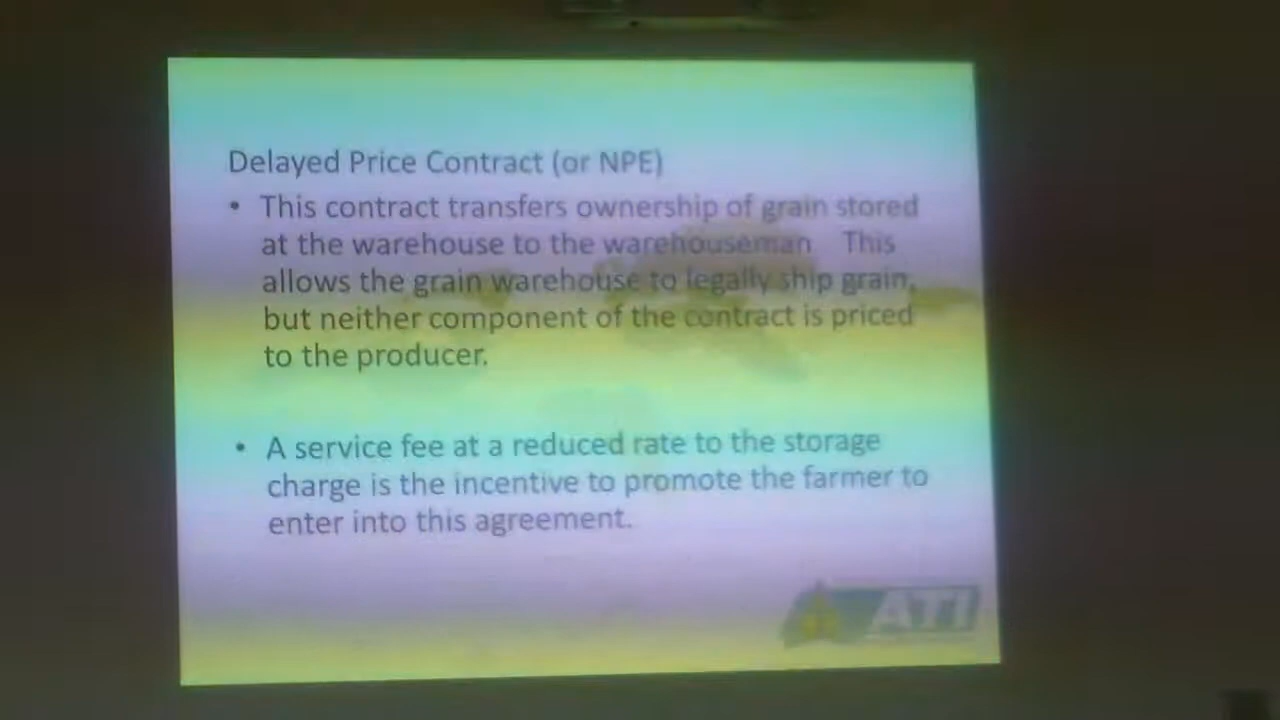 Delayed Price Contract (or NPE)
• This contract transfers ownership of grain stored
at the warehouse to the warehouseman This
allows the grain warehouse to legally ship grain,
but neither component of the contract is priced
to the producer.
• A service fee at a reduced rate to the storage
charge is the incentive to promote the farmer to
enter into this agreement.
ATI